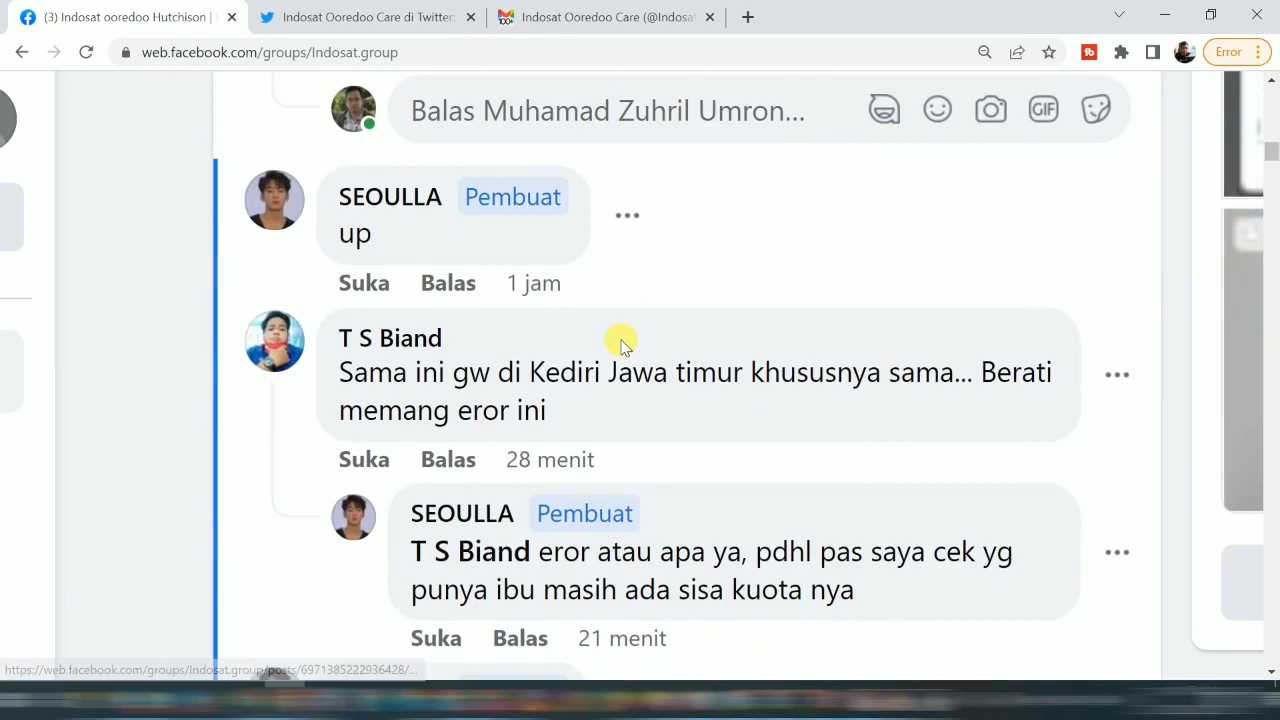 (3) Indosat ooredoo Hutchison |
Indosat Ooredoo Care di Twitter:
100+
Indosat Ooredoo Care (@Indosa
web.facebook.com/groups/Indosat.group
Error
Balas Muhamad Zuhril Umron...
GIF
SEOULLA Pembuat
up
Suka Balas 1 jam
T S Biand
Sama ini gw di Kediri Jawa timur khususnya sama... Berati
memang eror ini
Suka Balas 28 menit
SEOULLA Pembuat
T S Biand eror atau apa ya, pdhl pas saya cek yg
punya ibu masih ada sisa kuota nya
Suka Balas 21 menit
https://web.facebook.com/groups/Indosat.group/posts/6971385222936428/...